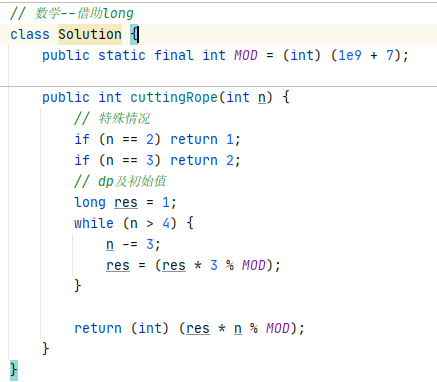 // 数学--借助long
class Solution {
public static final int MOD = (int) (1e9 + 7);
public int cuttingRope(int n) {
// 特殊情况
if (n == 2) return 1;
if (n == 3) return 2;
// dp及初始值
long res = 1;
while (n > 4) {
n -= 3;
res = (res * 3 % MOD);
}
return (int) (res * n % MOD);
}
}